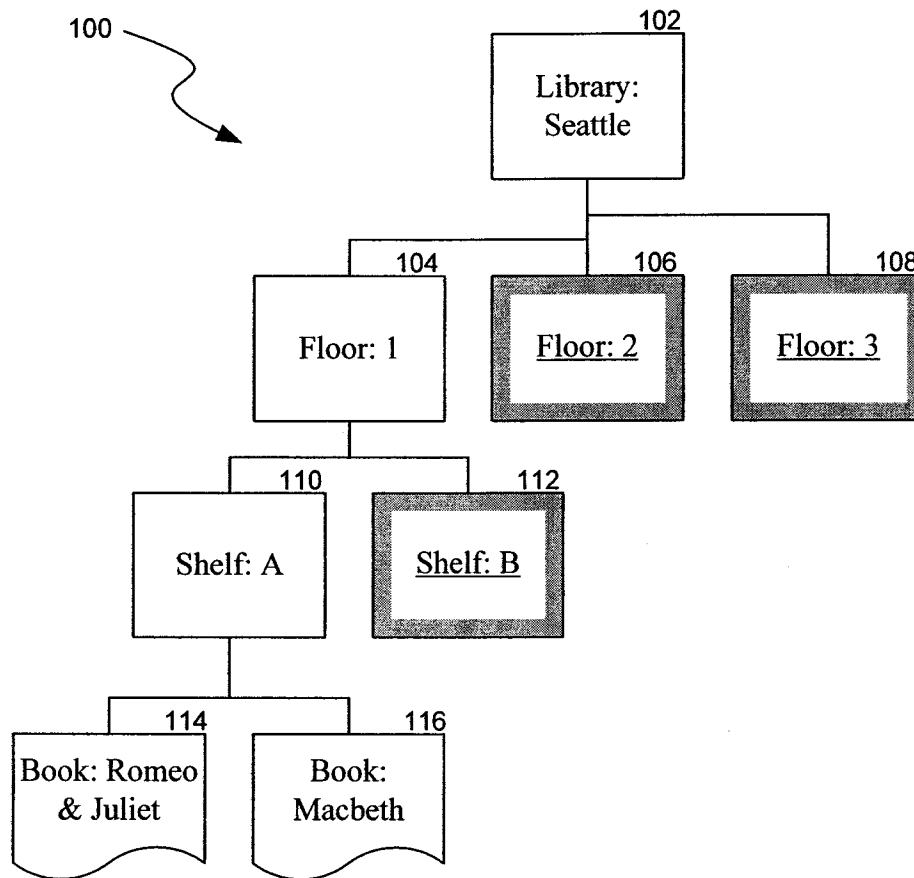 100
102
Library:
Seattle
104
106
108
Floor: 1
Floor: 2
Floor: 3
110
112
Shelf: A
Shelf: B
114
116
Book: Romeo
& Juliet
Book:
Macbeth